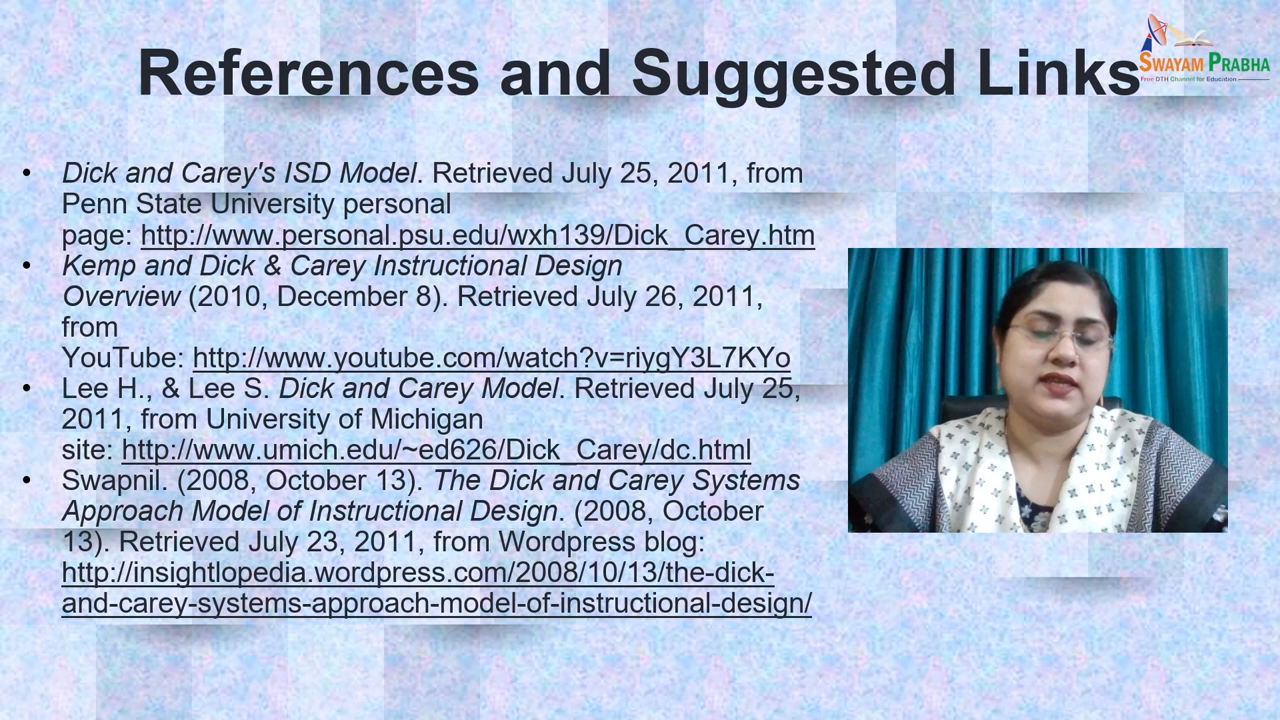 References and Suggested Links
SWAYAM PRABHA
Free DTH Channel for Education
• Dick and Carey's ISD Model. Retrieved July 25, 2011, from
Penn State University personal
page: http://www.personal.psu.edu/wxh139/Dick_Carey.htm
• Kemp and Dick & Carey Instructional Design
Overview (2010, December 8). Retrieved July 26, 2011,
from
YouTube: http://www.youtube.com/watch?v=riygY3L7KYo
• Lee H., & Lee S. Dick and Carey Model. Retrieved July 25,
2011, from University of Michigan
site: http://www.umich.edu/~ed626/Dick_Carey/dc.html
• Swapnil. (2008, October 13). The Dick and Carey Systems
Approach Model of Instructional Design. (2008, October
13). Retrieved July 23, 2011, from Wordpress blog:
http://insightlopedia.wordpress.com/2008/10/13/the-dick-
and-carey-systems-approach-model-of-instructional-design/